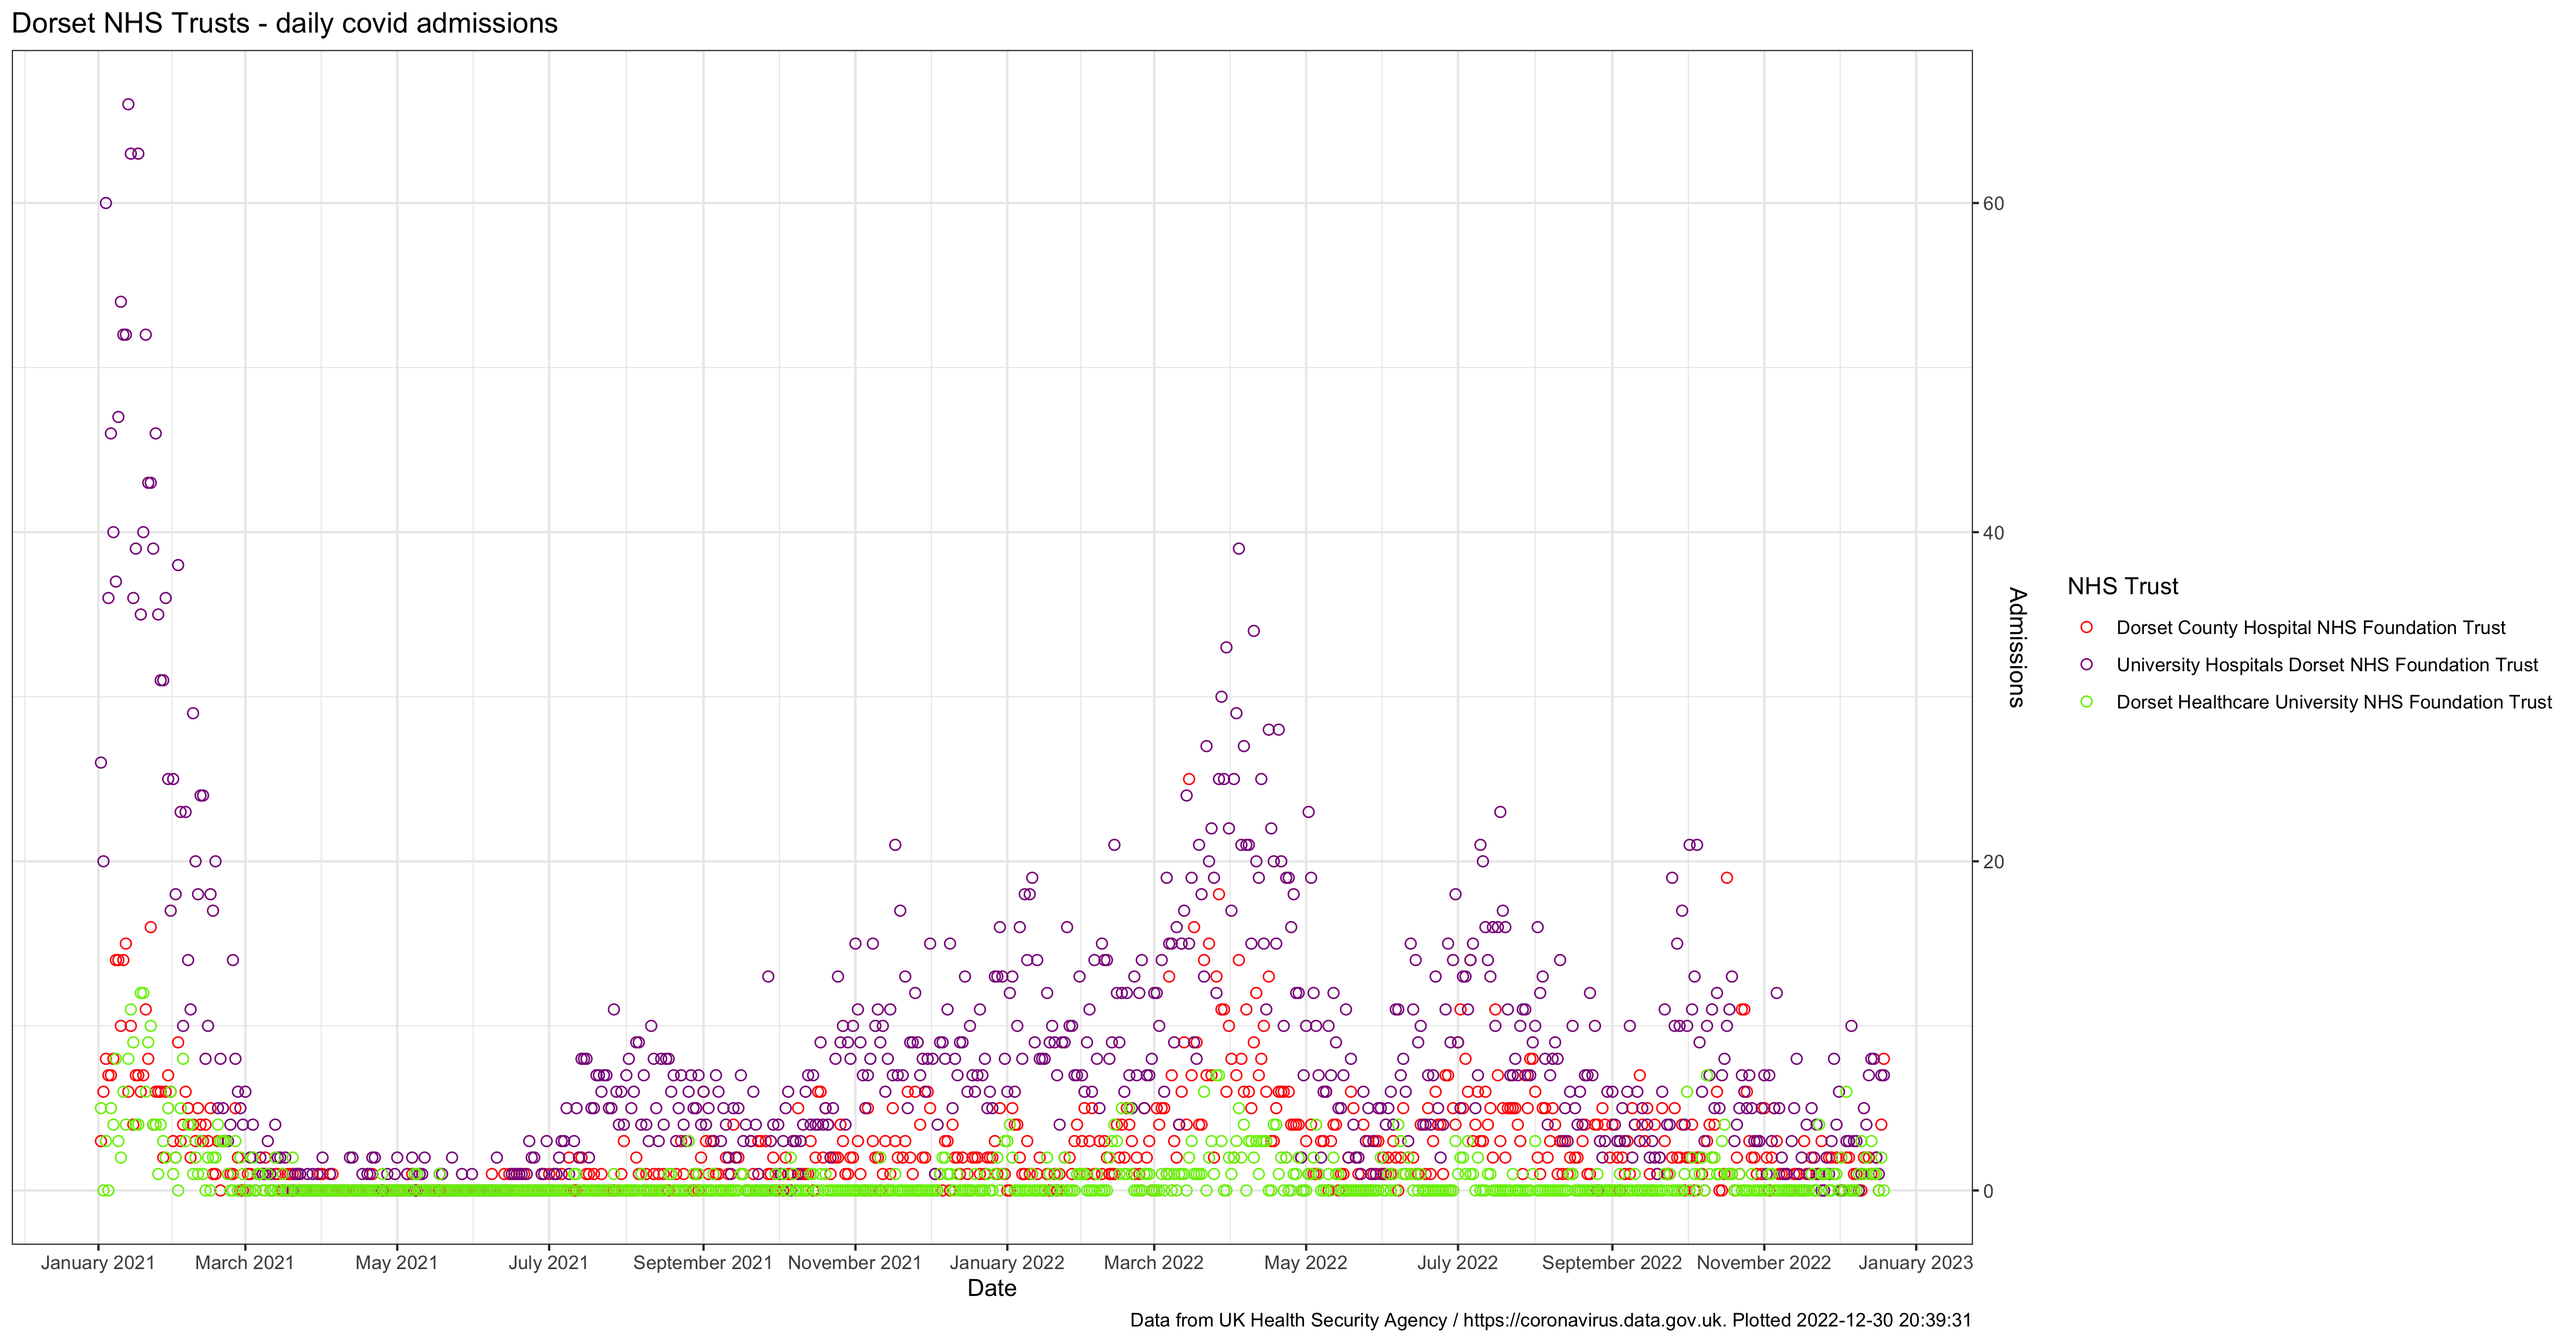 Dorset NHS Trusts - daily covid admissions
60
40
20
0
Admissions
NHS Trust
Dorset County Hospital NHS Foundation Trust
University Hospitals Dorset NHS Foundation Trust
Dorset Healthcare University NHS Foundation Trust
January 2021 March 2021 May 2021 July 2021 September 2021 November 2021 January 2022 March 2022 May 2022 July 2022 September 2022 November 2022 January 2023
Date
Data from UK Health Security Agency / https://coronavirus.data.gov.uk. Plotted 2022-12-30 20:39:31